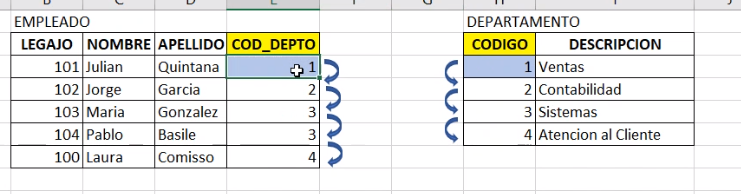 EMPLEADO DEPARTAMENTO
LEGAJO NOMBRE APELLIDO COD_DEPTO CODIGO DESCRIPCION
101 Julian Quintana 1 1 Ventas
102 Jorge Garcia 2 2 Contabilidad
103 Maria Gonzalez 3 3 Sistemas
104 Pablo Basile 3 4 Atencion al Cliente
100 Laura Comisso 4